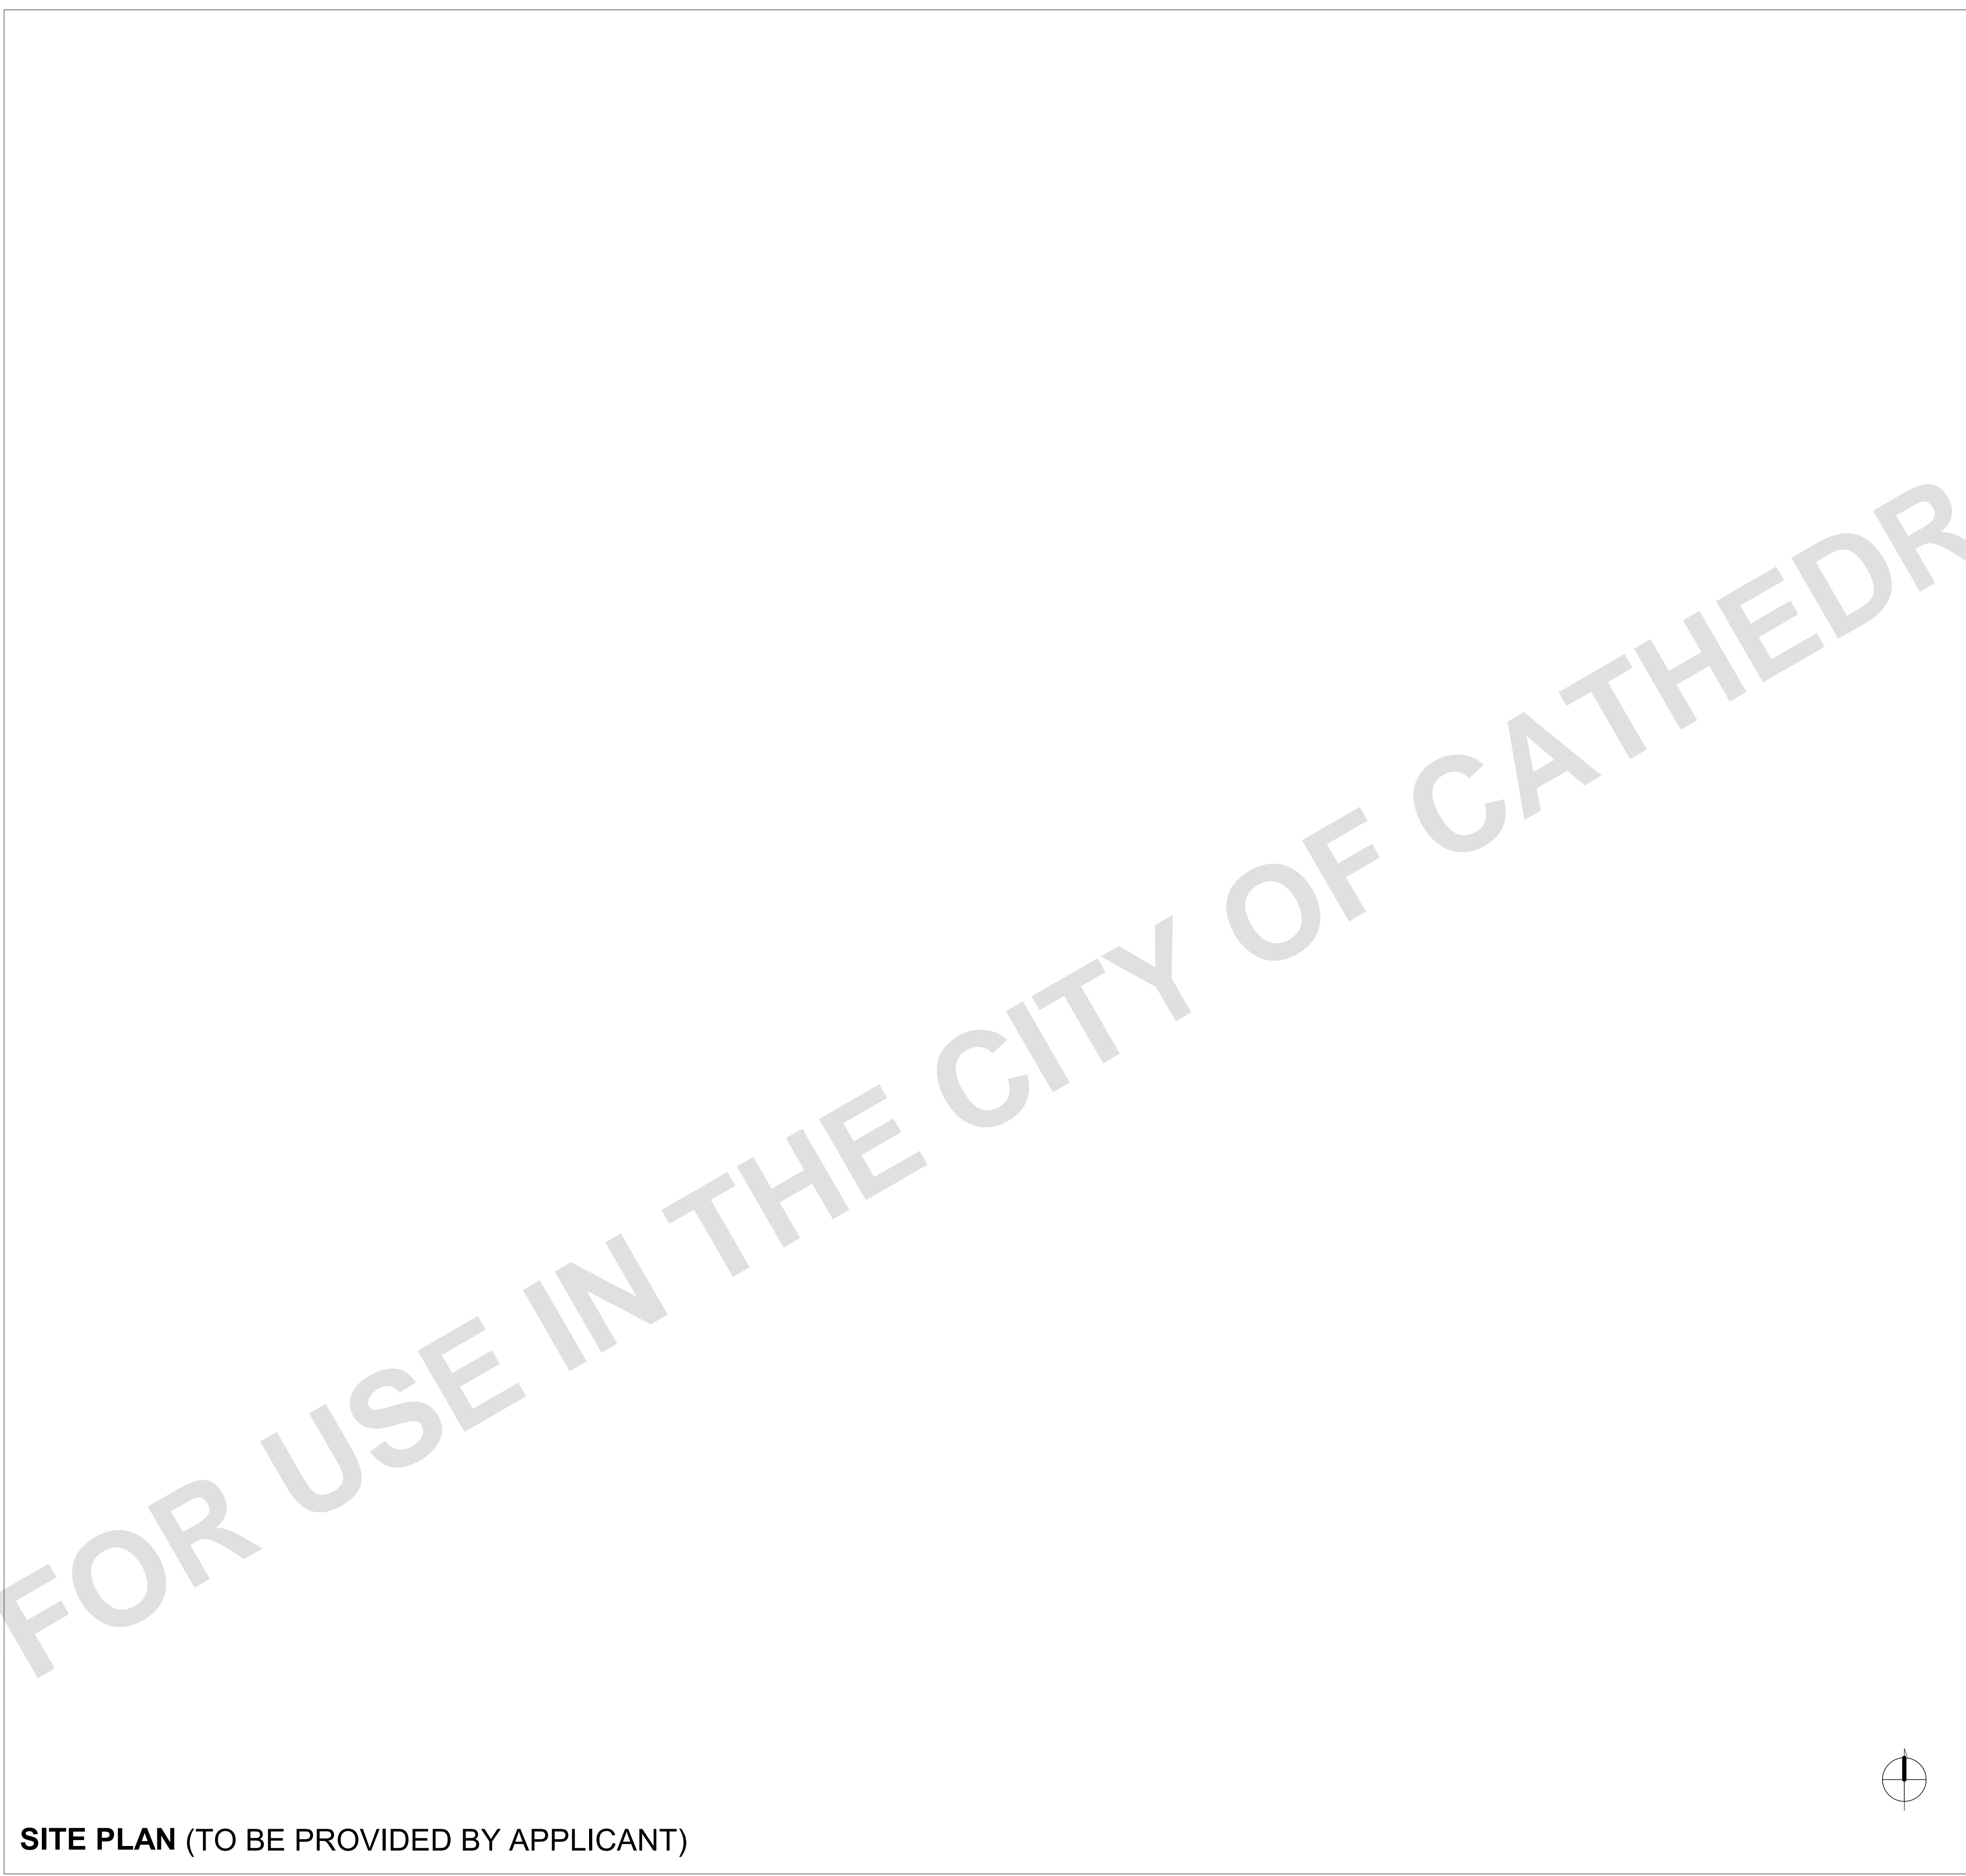 FOR USE IN THE CITY OF CATHEDR
SITE PLAN (TO BE PROVIDED BY APPLICANT)